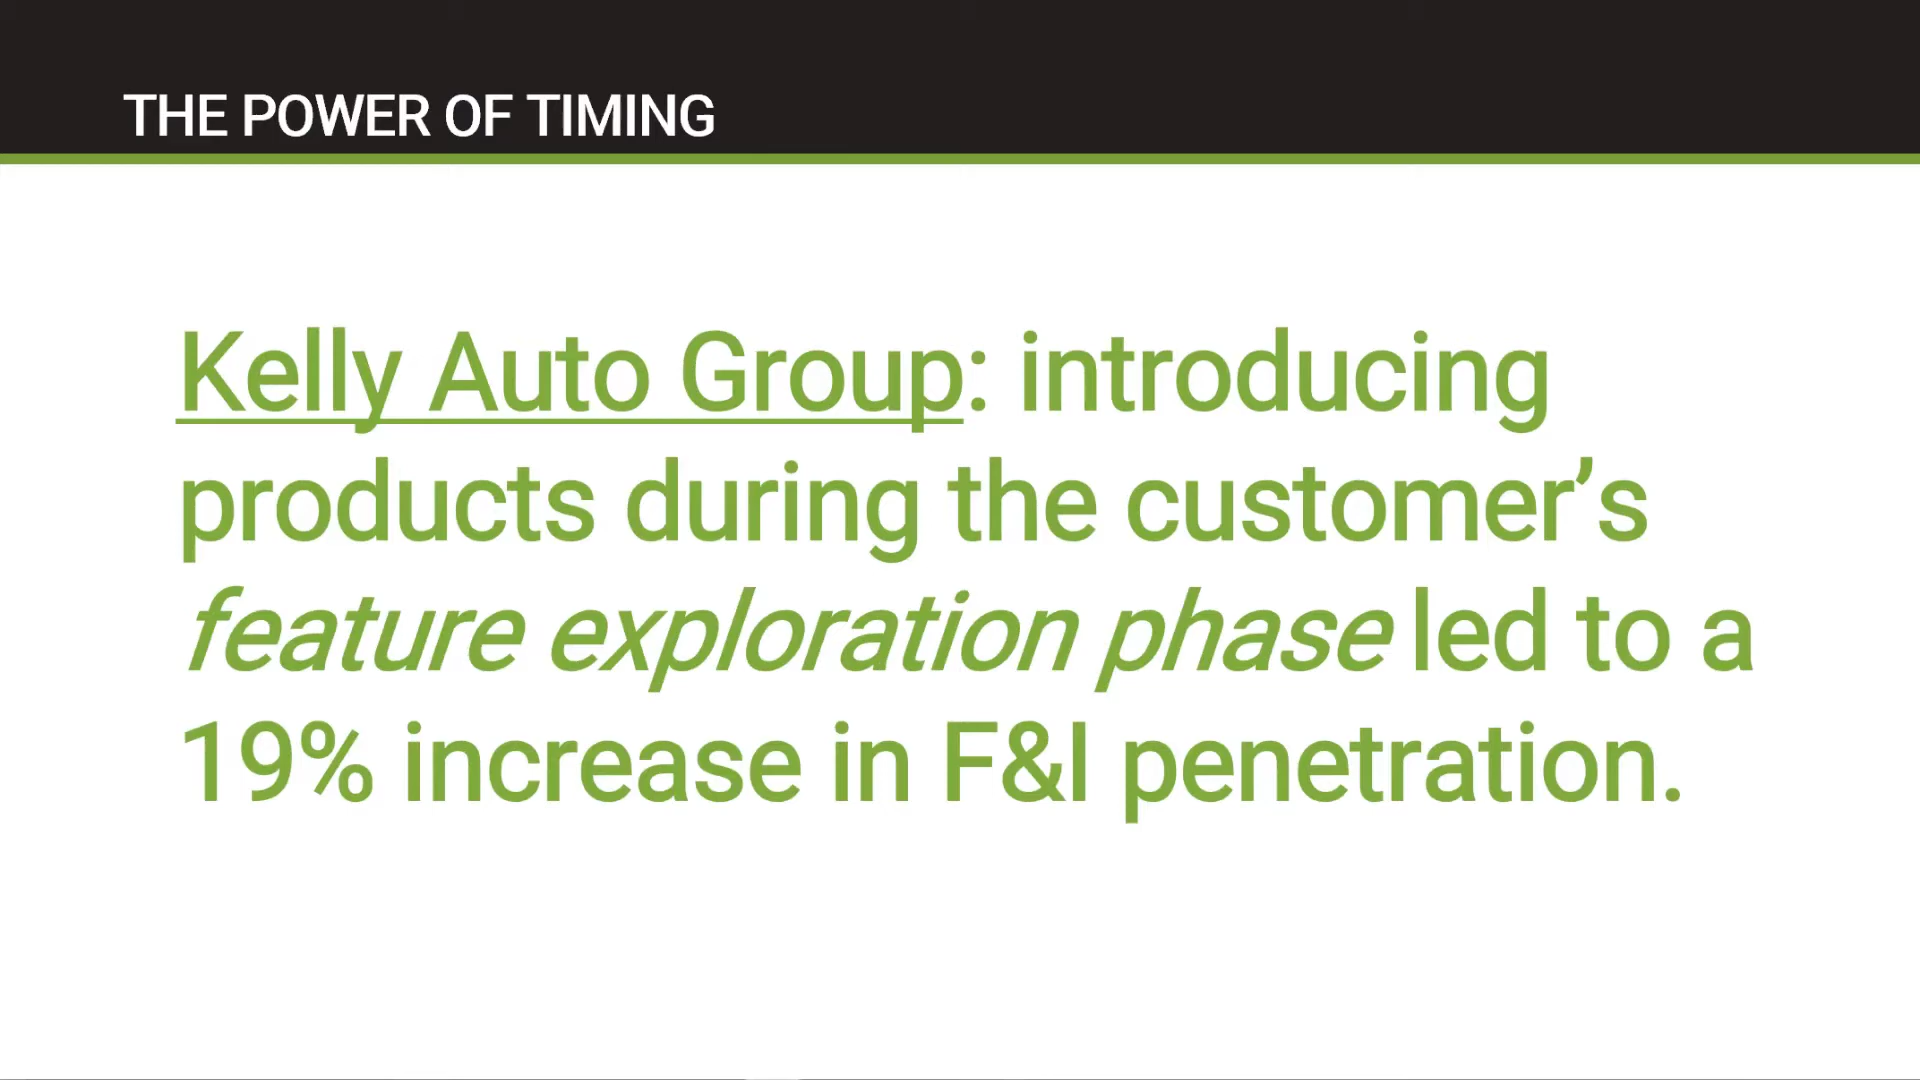 THE POWER OF TIMING
Kelly Auto Group: introducing
products during the customer’s
feature exploration phase led to a
19% increase in F&I penetration.